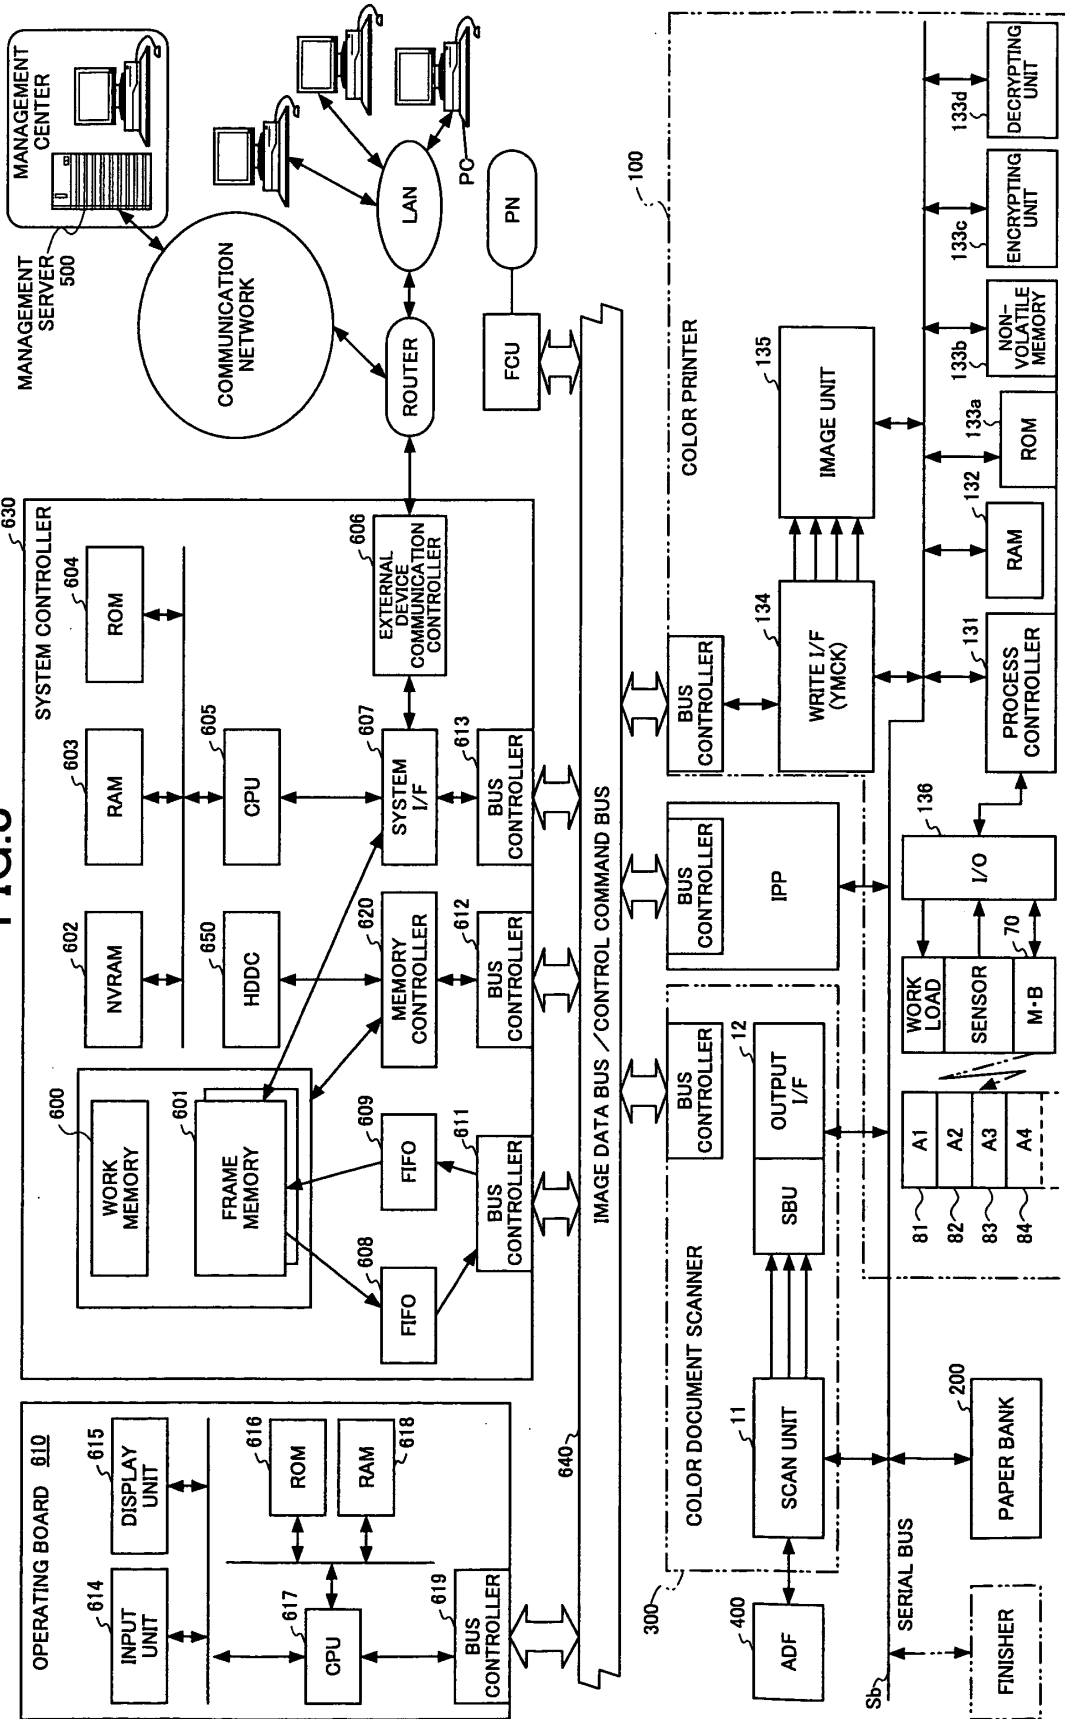 OPERATING BOARD 610
614
INPUT
UNIT
615
DISPLAY
UNIT
616
ROM
617
CPU
RAM
618
619
BUS
CONTROLLER
SYSTEM CONTROLLER
630
600
WORK
MEMORY
601
FRAME
MEMORY
602
NVRAM
603
RAM
604
ROM
650
HDDC
605
CPU
608
FIFO
609
FIFO
620
MEMORY
CONTROLLER
607
SYSTEM
I/F
606
EXTERNAL
DEVICE
COMMUNICATION
CONTROLLER
611
BUS
CONTROLLER
612
BUS
CONTROLLER
613
BUS
CONTROLLER
MANAGEMENT
SERVER
500
MANAGEMENT
CENTER
COMMUNICATION
NETWORK
ROUTER
LAN
PC
FCU
PN
640
IMAGE DATA BUS /CONTROL COMMAND BUS
300
COLOR DOCUMENT SCANNER
BUS
CONTROLLER
400
ADF
11
SCAN UNIT
SBU
12
OUTPUT
I/F
BUS
CONTROLLER
IPP
COLOR PRINTER
100
BUS
CONTROLLER
134
WRITE I/F
(YMCK)
135
IMAGE UNIT
Sb
SERIAL BUS
FINISHER
200
PAPER BANK
81
A1
82
A2
83
A3
84
A4
WORK
LOAD
SENSOR
M·B
70
136
I/O
131
PROCESS
CONTROLLER
132
RAM
133a
ROM
133b
NON-
VOLATILE
MEMORY
133c
ENCRYPTING
UNIT
133d
DECRYPTING
UNIT